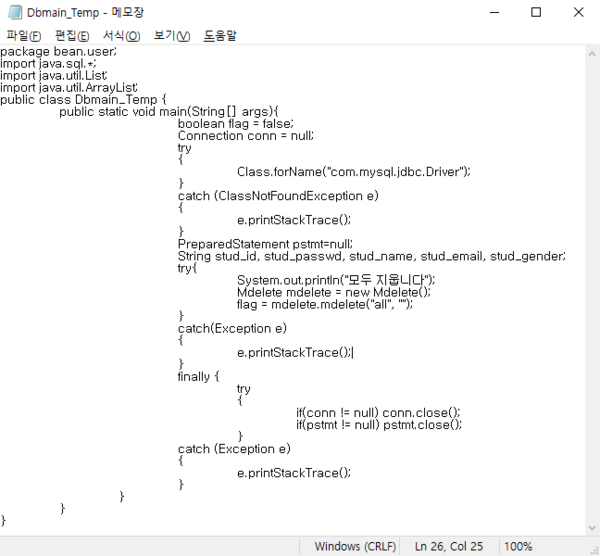 Dbmain_Temp - 메모장
파일(F) 편집(E) 서식(O) 보기(V) 도움말
package bean.user;
import java.sql.*;
import java.util.List;
import java.util.ArrayList;
public class Dbmain_Temp {
public static void main(String[] args){
boolean flag = false;
Connection conn = null;
try
{
Class.forName("com.mysql.jdbc.Driver");
}
catch (ClassNotFoundException e)
{
e.printStackTrace();
}
PreparedStatement pstmt=null;
String stud_id, stud_passwd, stud_name, stud_email, stud_gender;
try{
System.out.println("모두 지웁니다");
Mdelete mdelete = new Mdelete();
flag = mdelete.mdelete("all", "");
}
catch(Exception e)
{
e.printStackTrace();
}
finally {
try
{
if(conn != null) conn.close();
if(pstmt != null) pstmt.close();
}
catch (Exception e)
{
e.printStackTrace();
}
}
}
}
Windows (CRLF) Ln 26, Col 25 100%